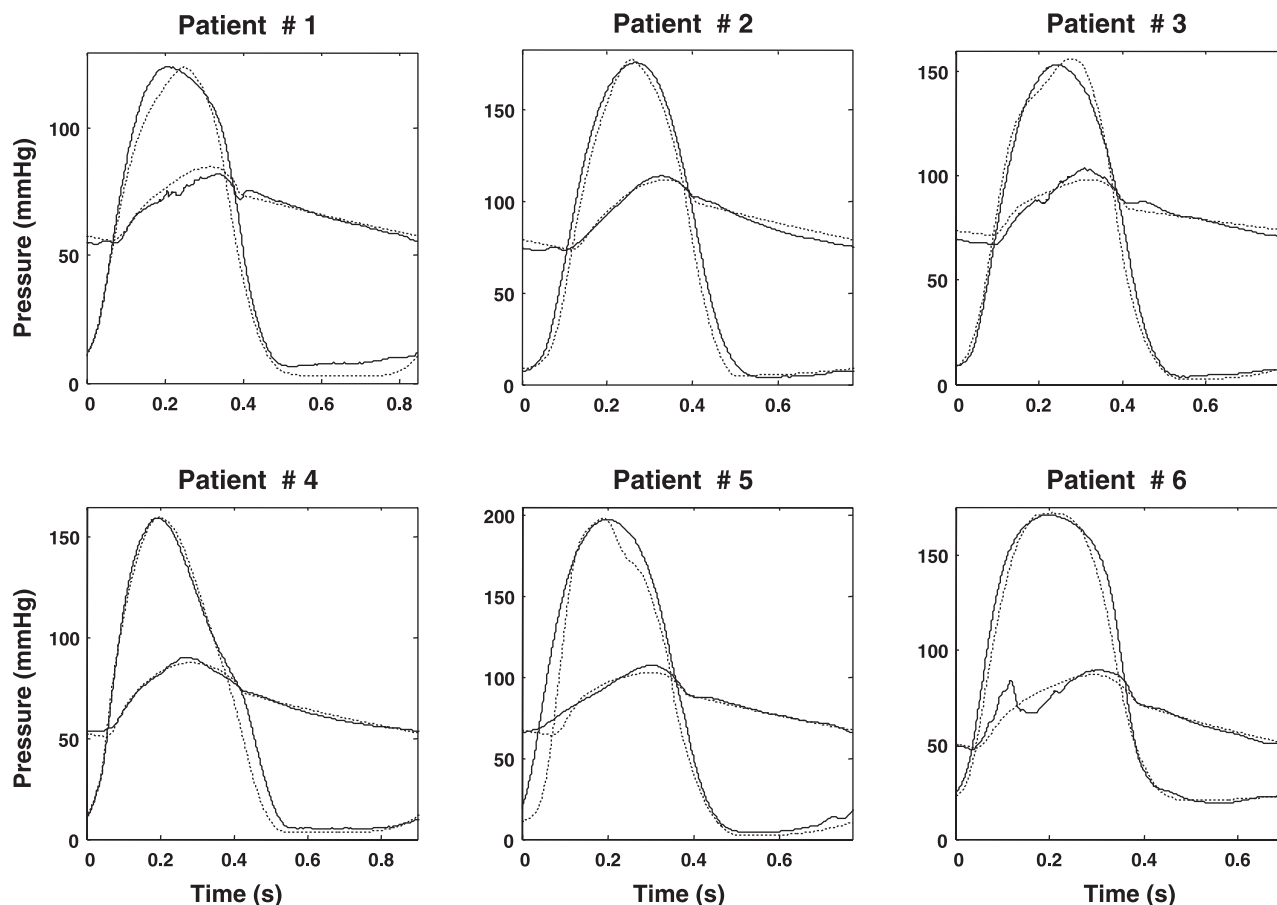 Patient # 1
Patient # 2
Patient # 3
Pressure (mmHg)
100
50
0
0 0.2 0.4 0.6 0.8
150
100
50
0
0 0.2 0.4 0.6
150
100
50
0
0 0.2 0.4 0.6
Patient # 4
Patient # 5
Patient # 6
Pressure (mmHg)
150
100
50
0
0 0.2 0.4 0.6 0.8
200
150
100
50
0
0 0.2 0.4 0.6
150
100
50
0
0 0.2 0.4 0.6
Time (s)
Time (s)
Time (s)